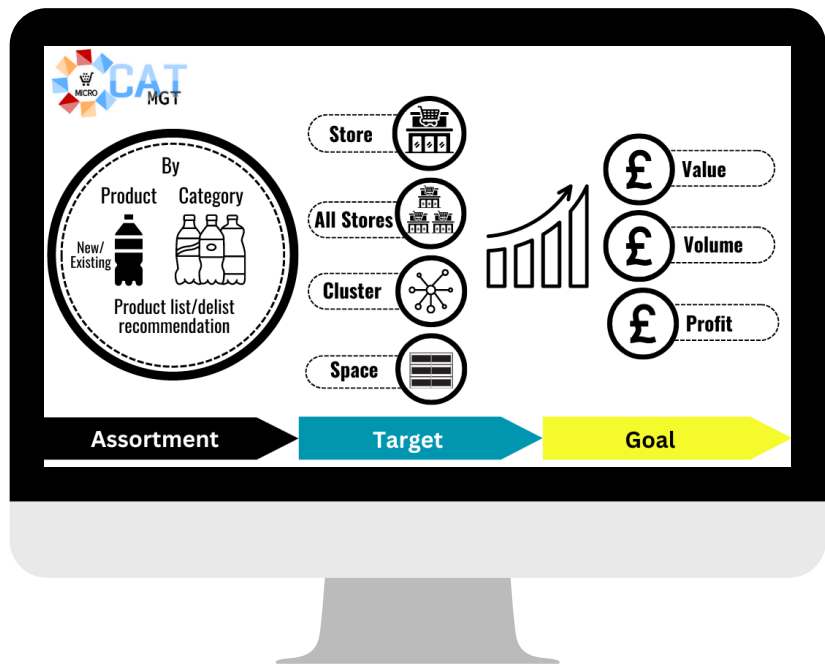 MICRO
CAT
MGT
By
Product Category
New/
Existing
Product list/delist
recommendation
Store
All Stores
Cluster
Space
£ Value
£ Volume
£ Profit
Assortment
Target
Goal